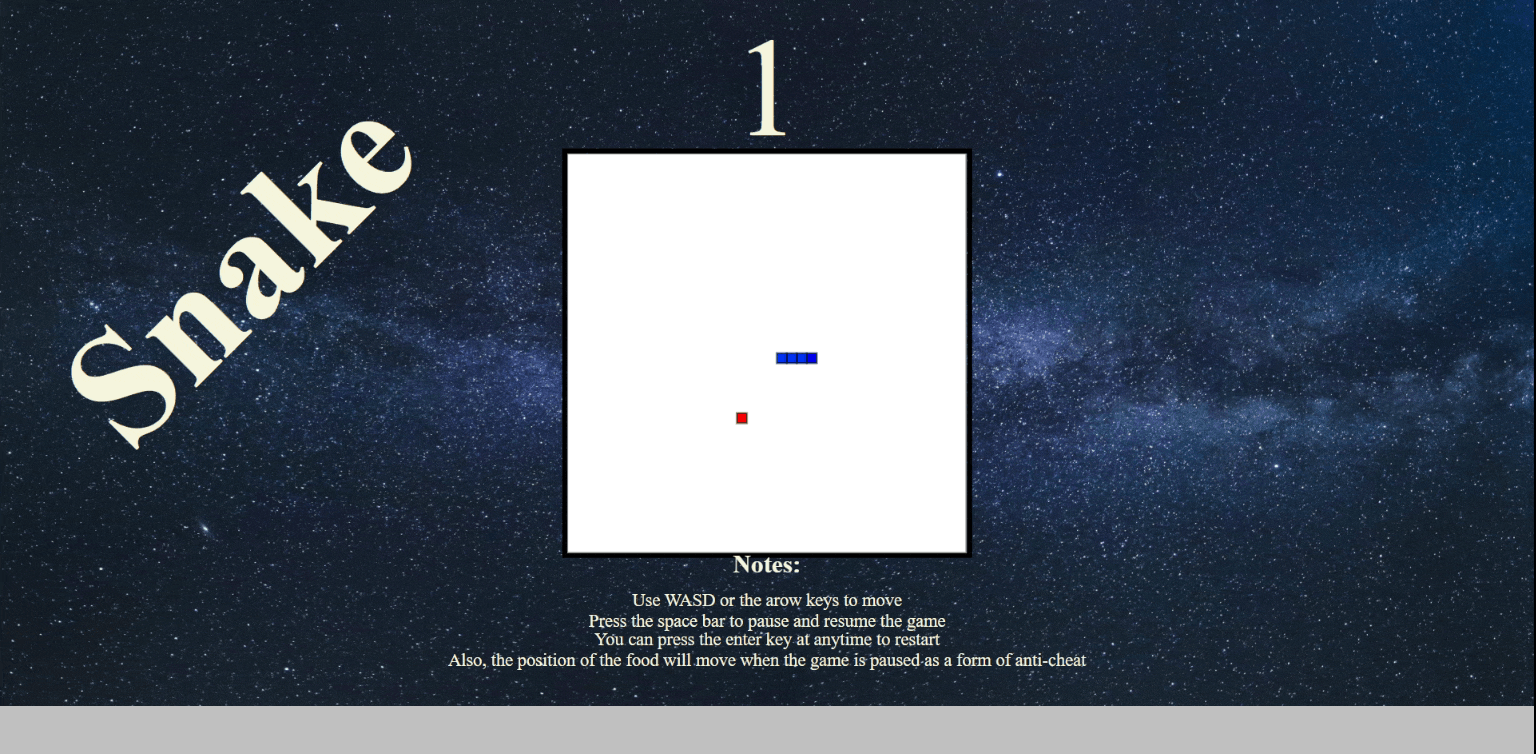 1
Snake
Notes:
Use WASD or the arow keys to move
Press the space bar to pause and resume the game
You can press the enter key at anytime to restart
Also, the position of the food will move when the game is paused as a form of anti-cheat